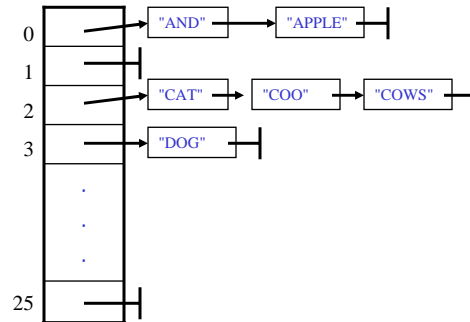 0 "AND" "APPLE"
1
2 "CAT" "COO" "COWS"
3 "DOG"
.
.
.
25